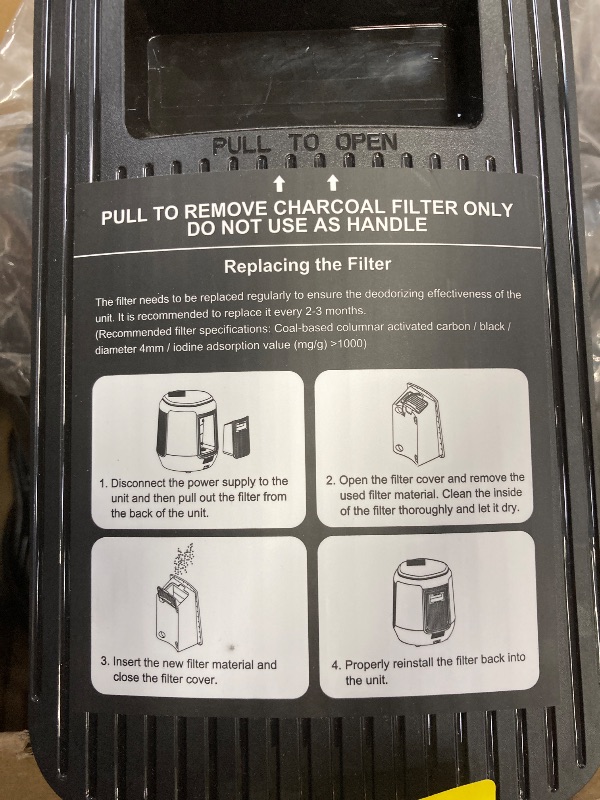 PULL TO OPEN
PULL TO REMOVE CHARCOAL FILTER ONLY
DO NOT USE AS HANDLE
Replacing the Filter
The filter needs to be replaced regularly to ensure the deodorizing effectiveness of the
unit. It is recommended to replace it every 2-3 months.
(Recommended filter specifications: Coal-based columnar activated carbon / black /
diameter 4mm / iodine adsorption value (mg/g) >1000)
1. Disconnect the power supply to the
unit and then pull out the filter from
the back of the unit.
2. Open the filter cover and remove the
used filter material. Clean the inside
of the filter thoroughly and let it dry.
3. Insert the new filter material and
close the filter cover.
4. Properly reinstall the filter back into
the unit.